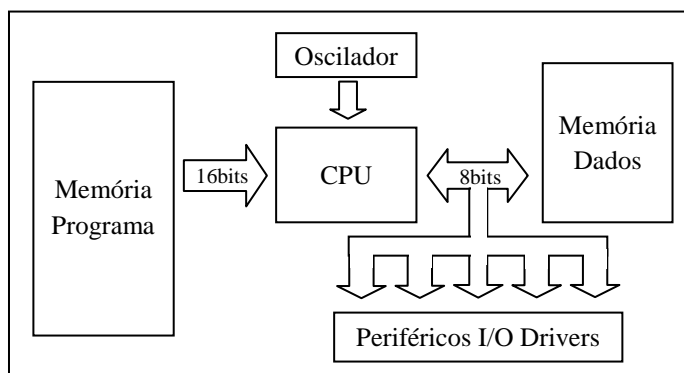 Oscilador
Memória
Programa
16bits
CPU
8bits
Memória
Dados
Periféricos I/O Drivers